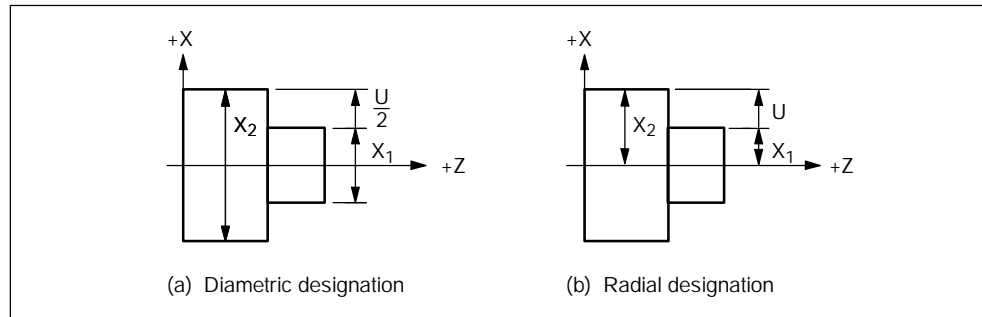 +X
U
2
X2
X1
+Z
(a) Diametric designation
+X
U
X2
X1
+Z
(b) Radial designation